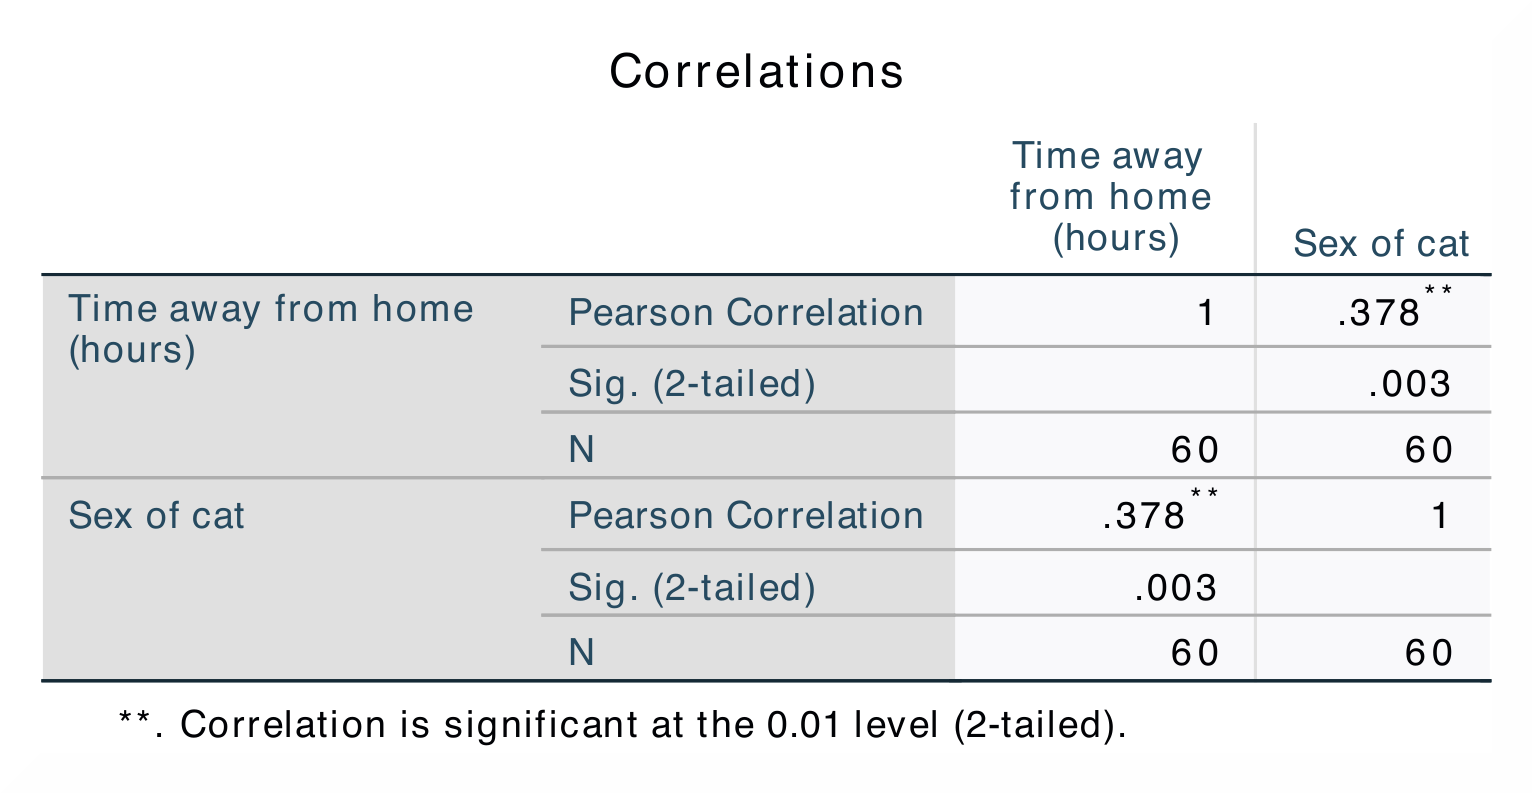 Correlations
Time away
from home
(hours)
Sex of cat
Time away from home
(hours)
Pearson Correlation 1 .378**
Sig. (2-tailed) .003
N 60 60
Sex of cat Pearson Correlation .378** 1
Sig. (2-tailed) .003
N 60 60
**. Correlation is significant at the 0.01 level (2-tailed).